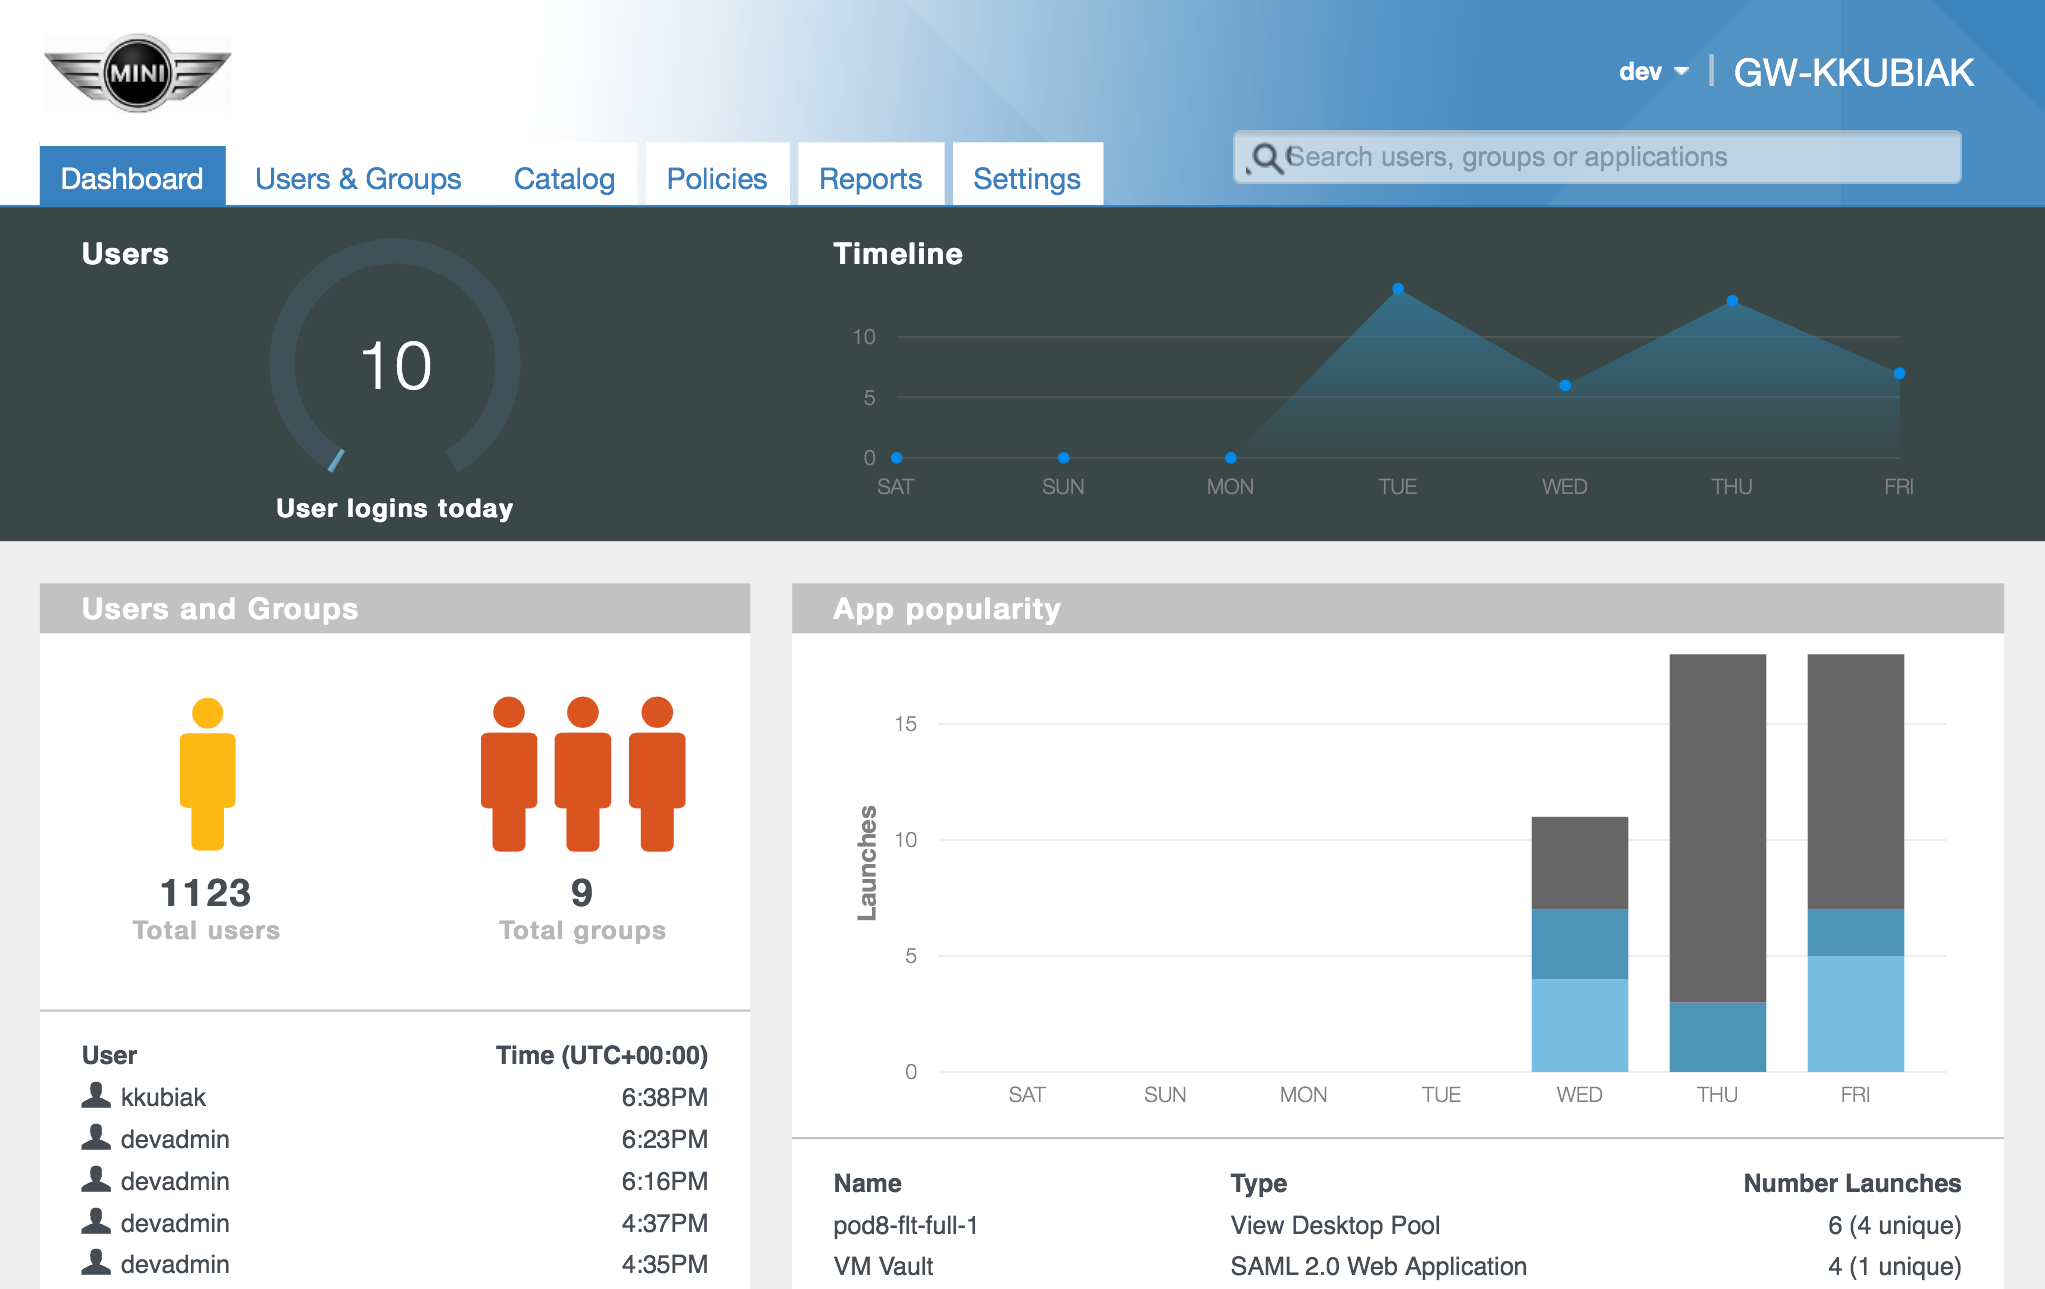 MINI
dev GW-KKUBIAK
Search users, groups or applications
Dashboard Users & Groups Catalog Policies Reports Settings
Users
10
User logins today
Timeline
10
5
0
SAT SUN MON TUE WED THU FRI
Users and Groups
1123
Total users
9
Total groups
User Time (UTC+00:00)
kkubiak 6:38PM
devadmin 6:23PM
devadmin 6:16PM
devadmin 4:37PM
devadmin 4:35PM
App popularity
Launches
15
10
5
0
SAT SUN MON TUE WED THU FRI
Name Type Number Launches
pod8-flt-full-1 View Desktop Pool 6 (4 unique)
VM Vault SAML 2.0 Web Application 4 (1 unique)